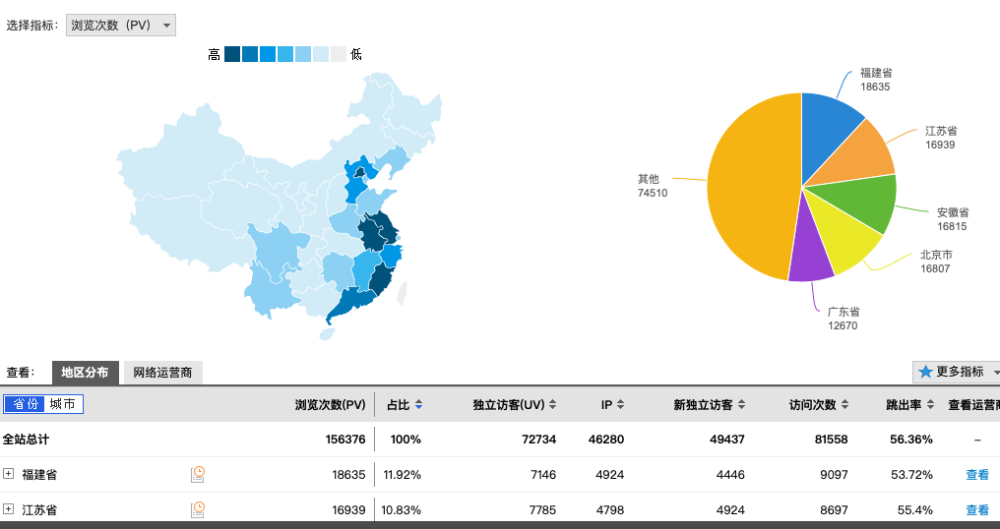 选择指标： 浏览次数（PV）
高 低
福建省
18635
江苏省
16939
其他
74510
安徽省
16815
北京市
16807
广东省
12670
查看： 地区分布 网络运营商 更多指标
省份 城市 浏览次数(PV) 占比 独立访客(UV) IP 新独立访客 访问次数 跳出率 查看运营商
全站总计 156376 100% 72734 46280 49437 81558 56.36% –
福建省 18635 11.92% 7146 4924 4446 9097 53.72% 查看
江苏省 16939 10.83% 7785 4798 4924 8697 55.4% 查看